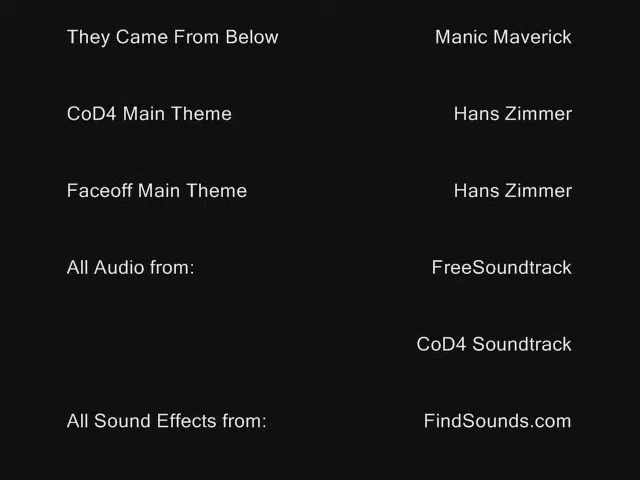 They Came From Below Manic Maverick
CoD4 Main Theme Hans Zimmer
Faceoff Main Theme Hans Zimmer
All Audio from: FreeSoundtrack
CoD4 Soundtrack
All Sound Effects from: FindSounds.com